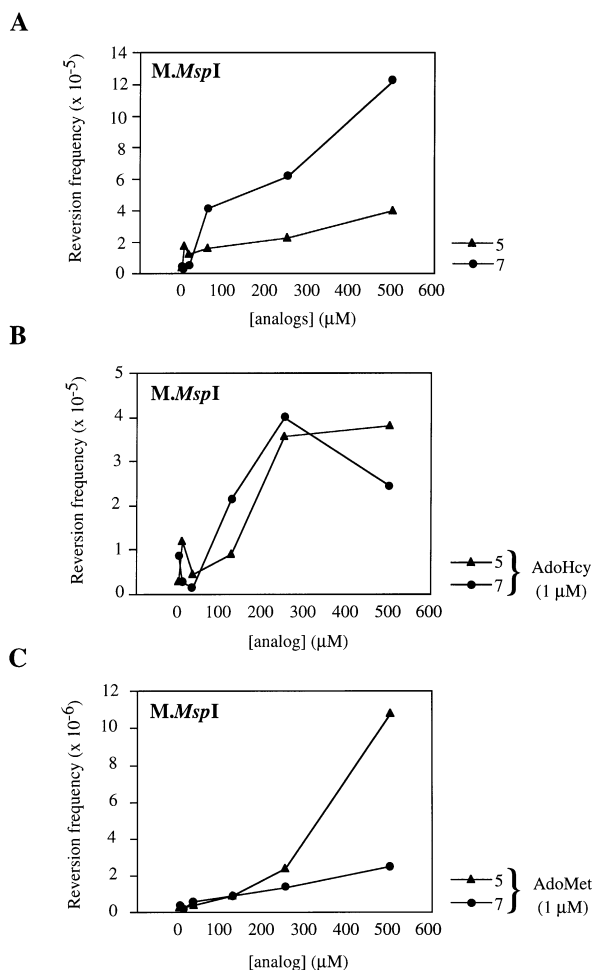 A
M.MspI
Reversion frequency (x 10-5)
14
12
10
8
6
4
2
0
0 100 200 300 400 500 600
[analogs] (μM)
5
7
B
M.MspI
Reversion frequency (x 10-5)
5
4
3
2
1
0
0 100 200 300 400 500 600
[analog] (μM)
5
7
AdoHcy
(1 μM)
C
M.MspI
Reversion frequency (x 10-6)
12
10
8
6
4
2
0
0 100 200 300 400 500 600
[analog] (μM)
5
7
AdoMet
(1 μM)